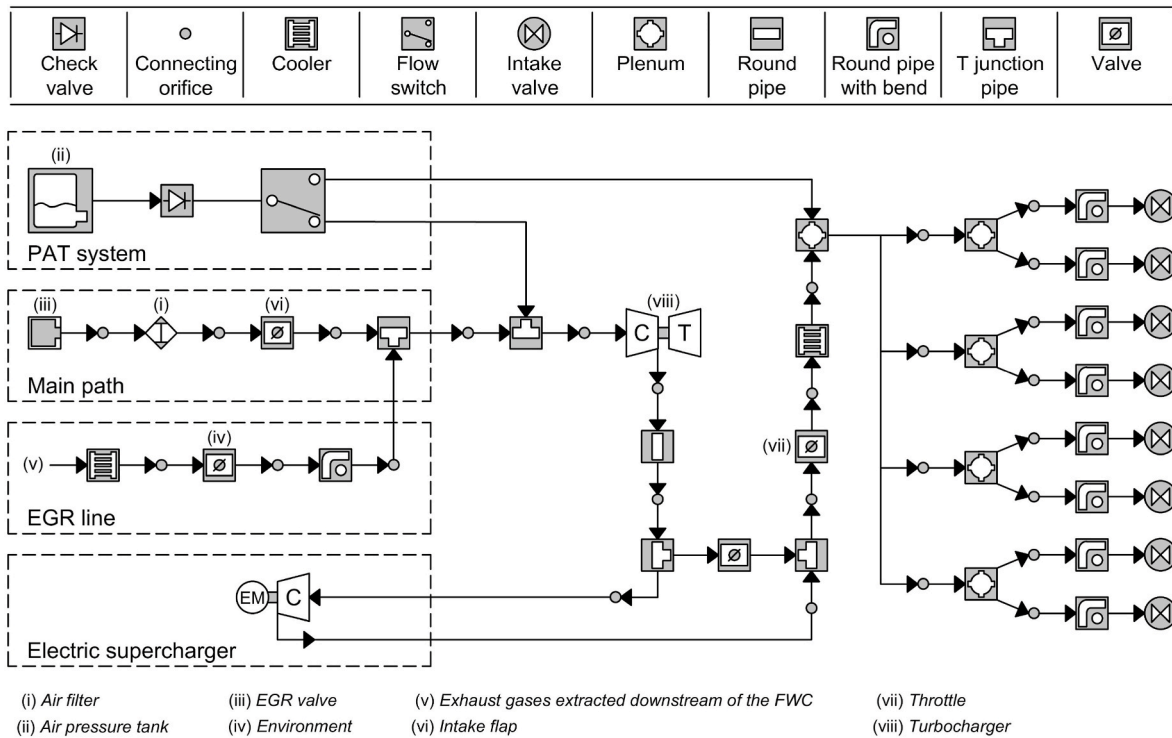 Check
valve
Connecting
orifice
Cooler
Flow
switch
Intake
valve
Plenum
Round
pipe
Round pipe
with bend
T junction
pipe
Valve
(ii)
PAT system
(iii)
(i)
(vi)
(viii)
C
T
Main path
(iv)
(v)
(vii)
EGR line
EM
C
Electric supercharger
(i) Air filter
(iii) EGR valve
(v) Exhaust gases extracted downstream of the FWC
(vii) Throttle
(ii) Air pressure tank
(iv) Environment
(vi) Intake flap
(viii) Turbocharger